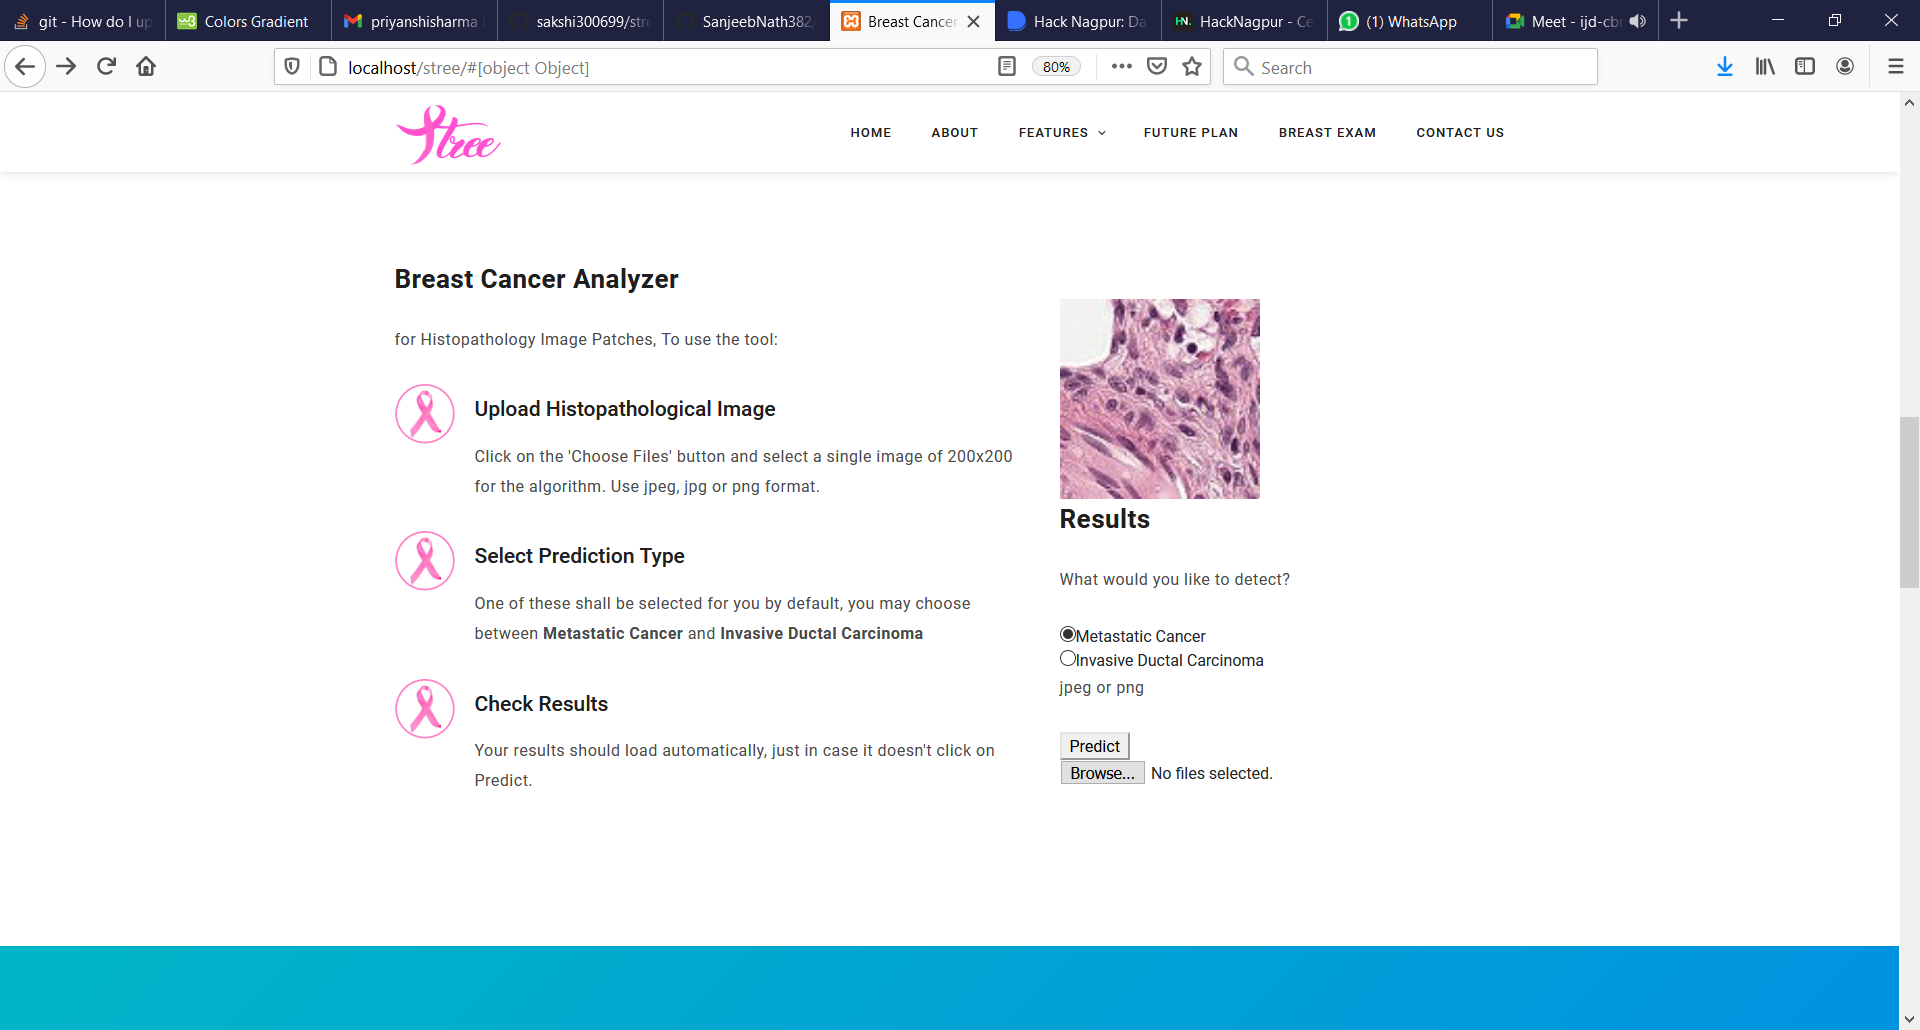 git - How do I up
Colors Gradient
priyanshisharma i
sakshi300699/stre
SanjeebNath382/
Breast Cancer
Hack Nagpur: Da
HackNagpur - Ce
(1) WhatsApp
Meet - ijd-cbr
localhost/stree/#[object Object]
80%
Search
Stree
HOME
ABOUT
FEATURES
FUTURE PLAN
BREAST EXAM
CONTACT US
Breast Cancer Analyzer
for Histopathology Image Patches, To use the tool:
Upload Histopathological Image
Click on the 'Choose Files' button and select a single image of 200x200
for the algorithm. Use jpeg, jpg or png format.
Select Prediction Type
One of these shall be selected for you by default, you may choose
between Metastatic Cancer and Invasive Ductal Carcinoma
Check Results
Your results should load automatically, just in case it doesn't click on
Predict.
Results
What would you like to detect?
Metastatic Cancer
Invasive Ductal Carcinoma
jpeg or png
Predict
Browse... No files selected.